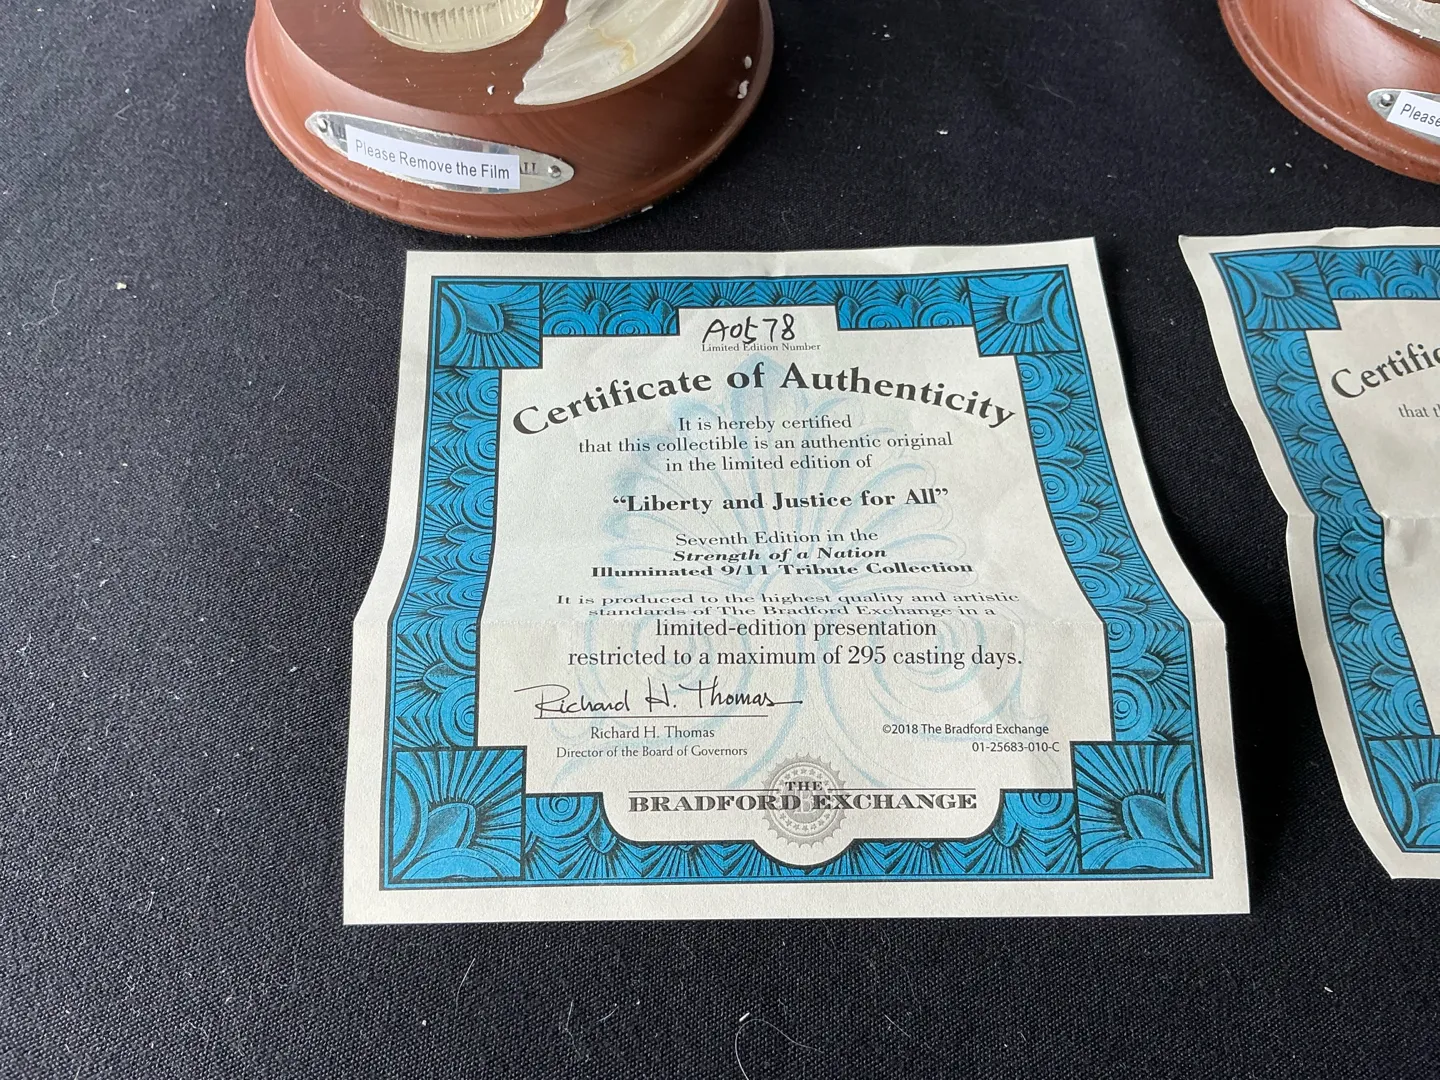 Please Remove the Film
ALL
Please
Limited Edition Number
Certificate of Authenticity
It is hereby certified
that this collectible is an authentic original
in the limited edition of
“Liberty and Justice for All”
Seventh Edition in the
Strength of a Nation
Illuminated 9/11 Tribute Collection
It is produced to the highest quality and artistic
standards of The Bradford Exchange in a
limited-edition presentation
restricted to a maximum of 295 casting days.
Richard H. Thomas
Richard H. Thomas
Director of the Board of Governors
©2018 The Bradford Exchange
01-25683-010-C
THE
BRADFORD EXCHANGE
Certific
that t